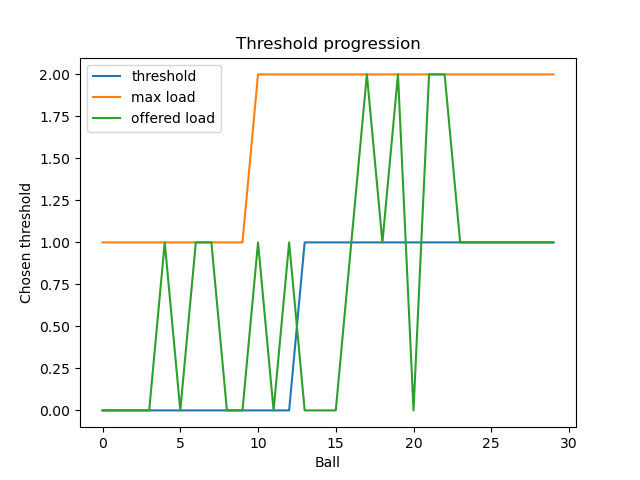 Threshold progression
threshold
max load
offered load
Chosen threshold
2.00
1.75
1.50
1.25
1.00
0.75
0.50
0.25
0.00
0 5 10 15 20 25 30
Ball